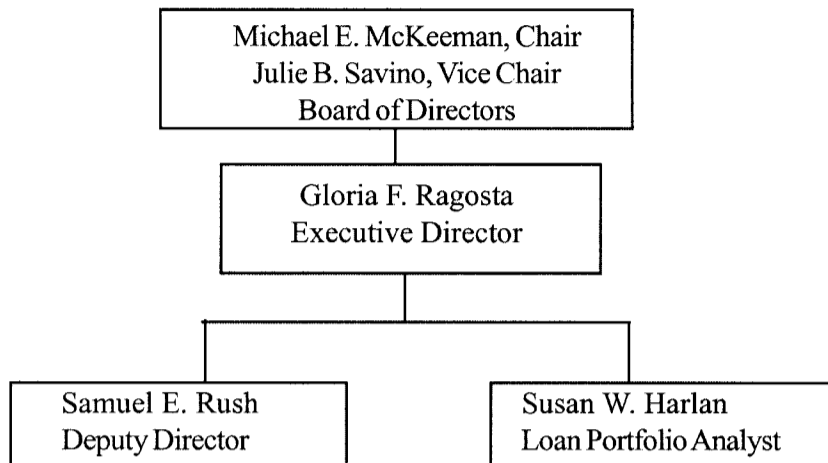 Michael E. McKeeman, Chair
Julie B. Savino, Vice Chair
Board of Directors
Gloria F. Ragosta
Executive Director
Samuel E. Rush
Deputy Director
Susan W. Harlan
Loan Portfolio Analyst